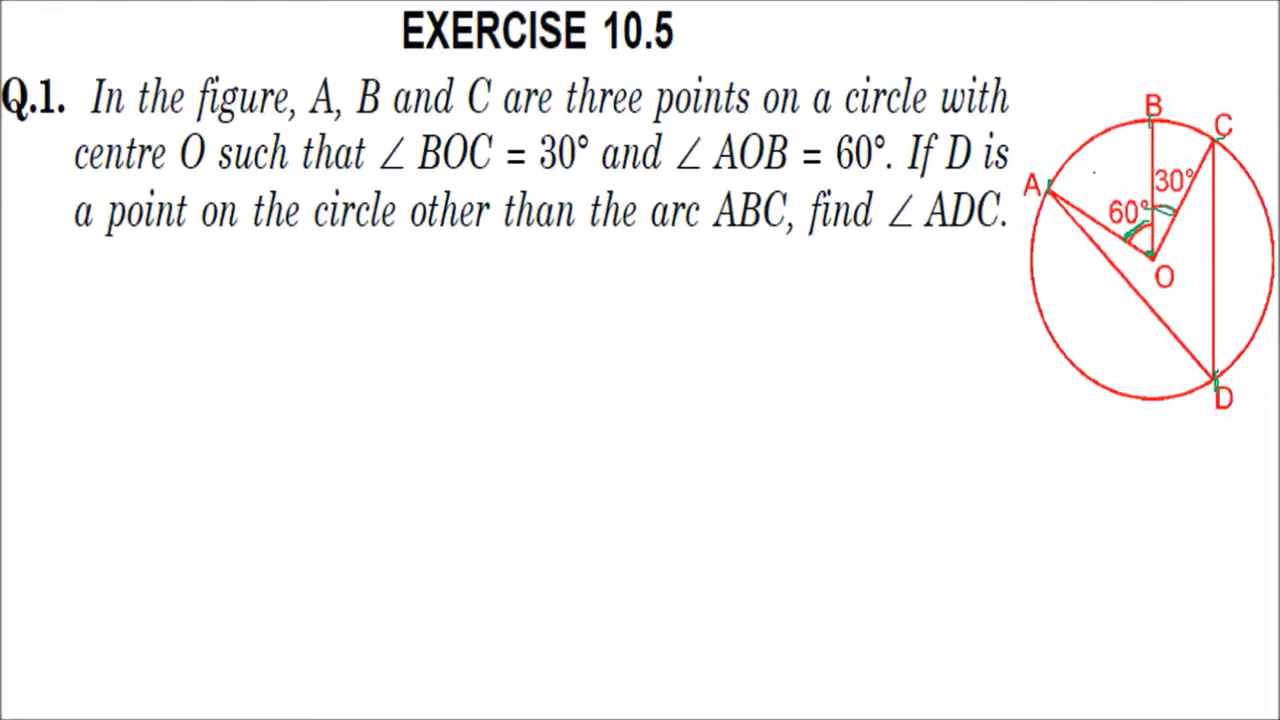 EXERCISE 10.5
Q.1. In the figure, A, B and C are three points on a circle with
centre O such that ∠ BOC = 30° and ∠ AOB = 60°. If D is
a point on the circle other than the arc ABC, find ∠ ADC.
B
C
A
30°
60°
O
D